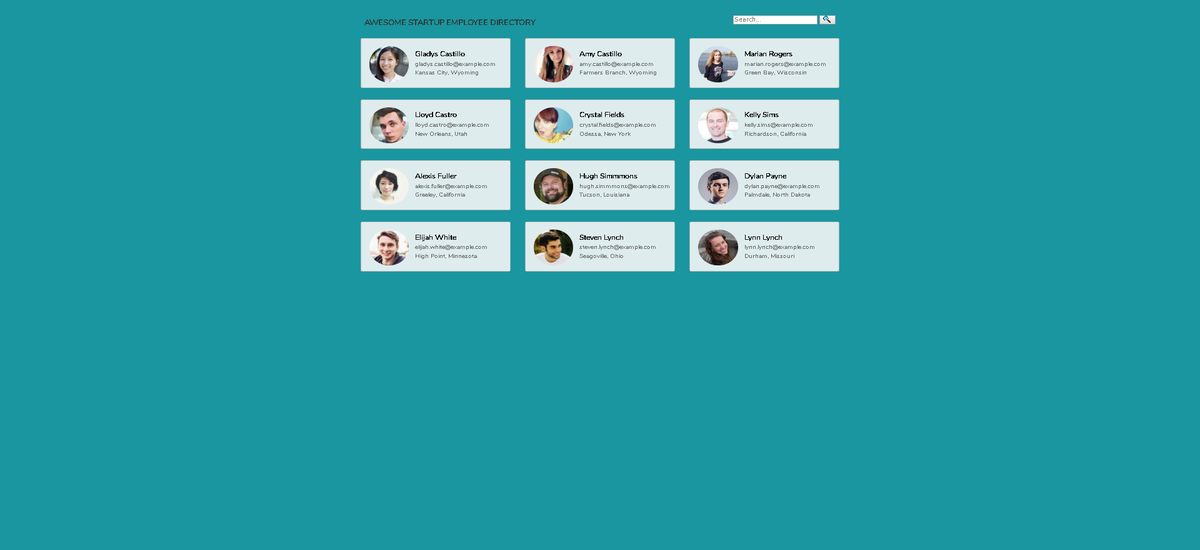 AWESOME STARTUP EMPLOYEE DIRECTORY
Search...
Gladys Castillo
gladys.castillo@example.com
Kansas City, Wyoming
Amy Castillo
amy.castillo@example.com
Farmers Branch, Wyoming
Marian Rogers
marian.rogers@example.com
Green Bay, Wisconsin
Lloyd Castro
lloyd.castro@example.com
New Orleans, Utah
Crystal Fields
crystal.fields@example.com
Odessa, New York
Kelly Sims
kelly.sims@example.com
Richardson, California
Alexis Fuller
alexis.fuller@example.com
Greeley, California
Hugh Simmmons
hugh.simmmons@example.com
Tucson, Louisiana
Dylan Payne
dylan.payne@example.com
Palmdale, North Dakota
Elijah White
elijah.white@example.com
High Point, Minnesota
Steven Lynch
steven.lynch@example.com
Seagoville, Ohio
Lynn Lynch
lynn.lynch@example.com
Durham, Missouri